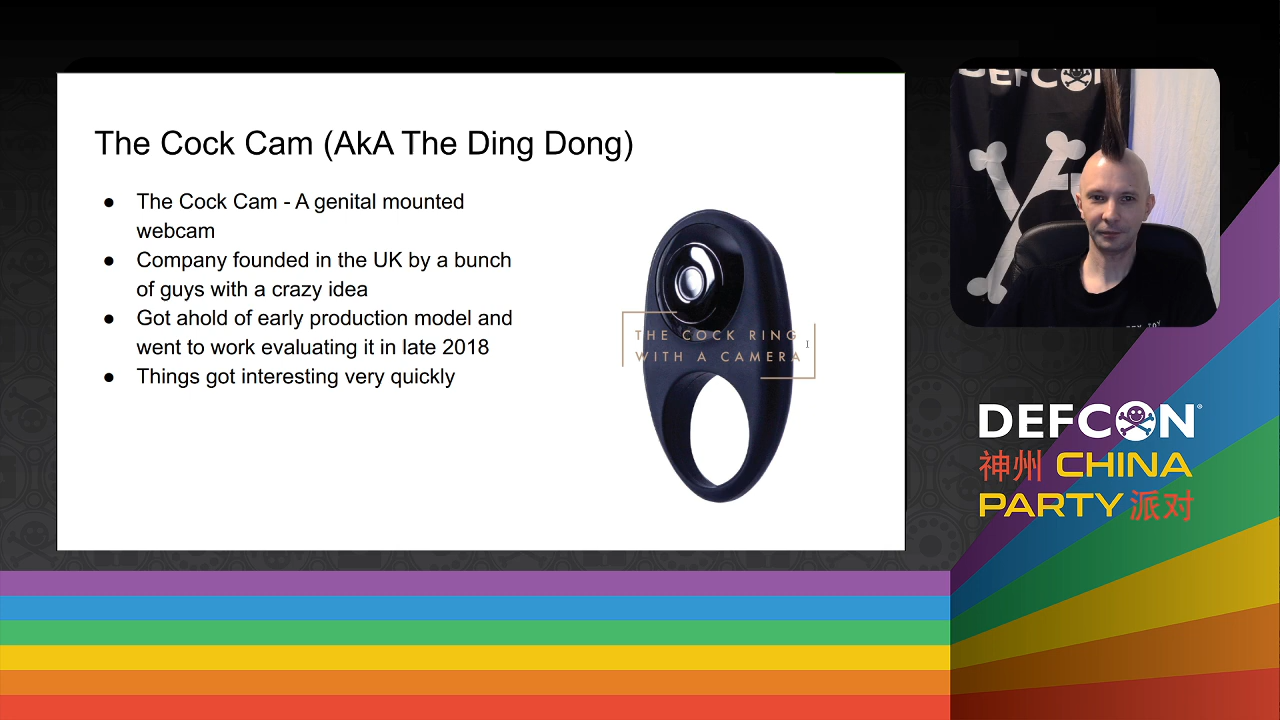 The Cock Cam (AkA The Ding Dong)
● The Cock Cam - A genital mounted
webcam
● Company founded in the UK by a bunch
of guys with a crazy idea
● Got ahold of early production model and
went to work evaluating it in late 2018
● Things got interesting very quickly
THE COCK RING
WITH A CAMERA
DEFCON
DEFCON®
神州 CHINA
PARTY 派对